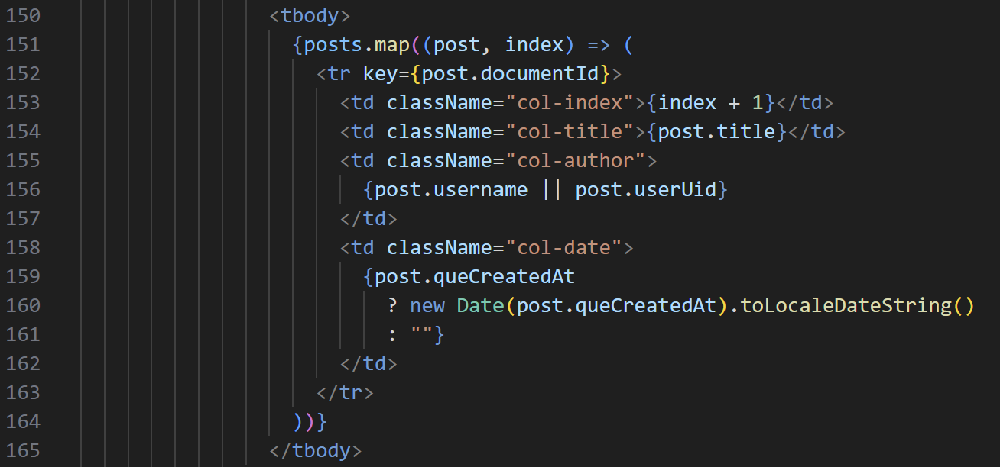 150 <tbody>
151 {posts.map((post, index) => (
152 <tr key={post.documentId}>
153 <td className="col-index">{index + 1}</td>
154 <td className="col-title">{post.title}</td>
155 <td className="col-author">
156 {post.username || post.userUid}
157 </td>
158 <td className="col-date">
159 {post.queCreatedAt
160 ? new Date(post.queCreatedAt).toLocaleDateString()
161 : ""}
162 </td>
163 </tr>
164 ))}
165 </tbody>